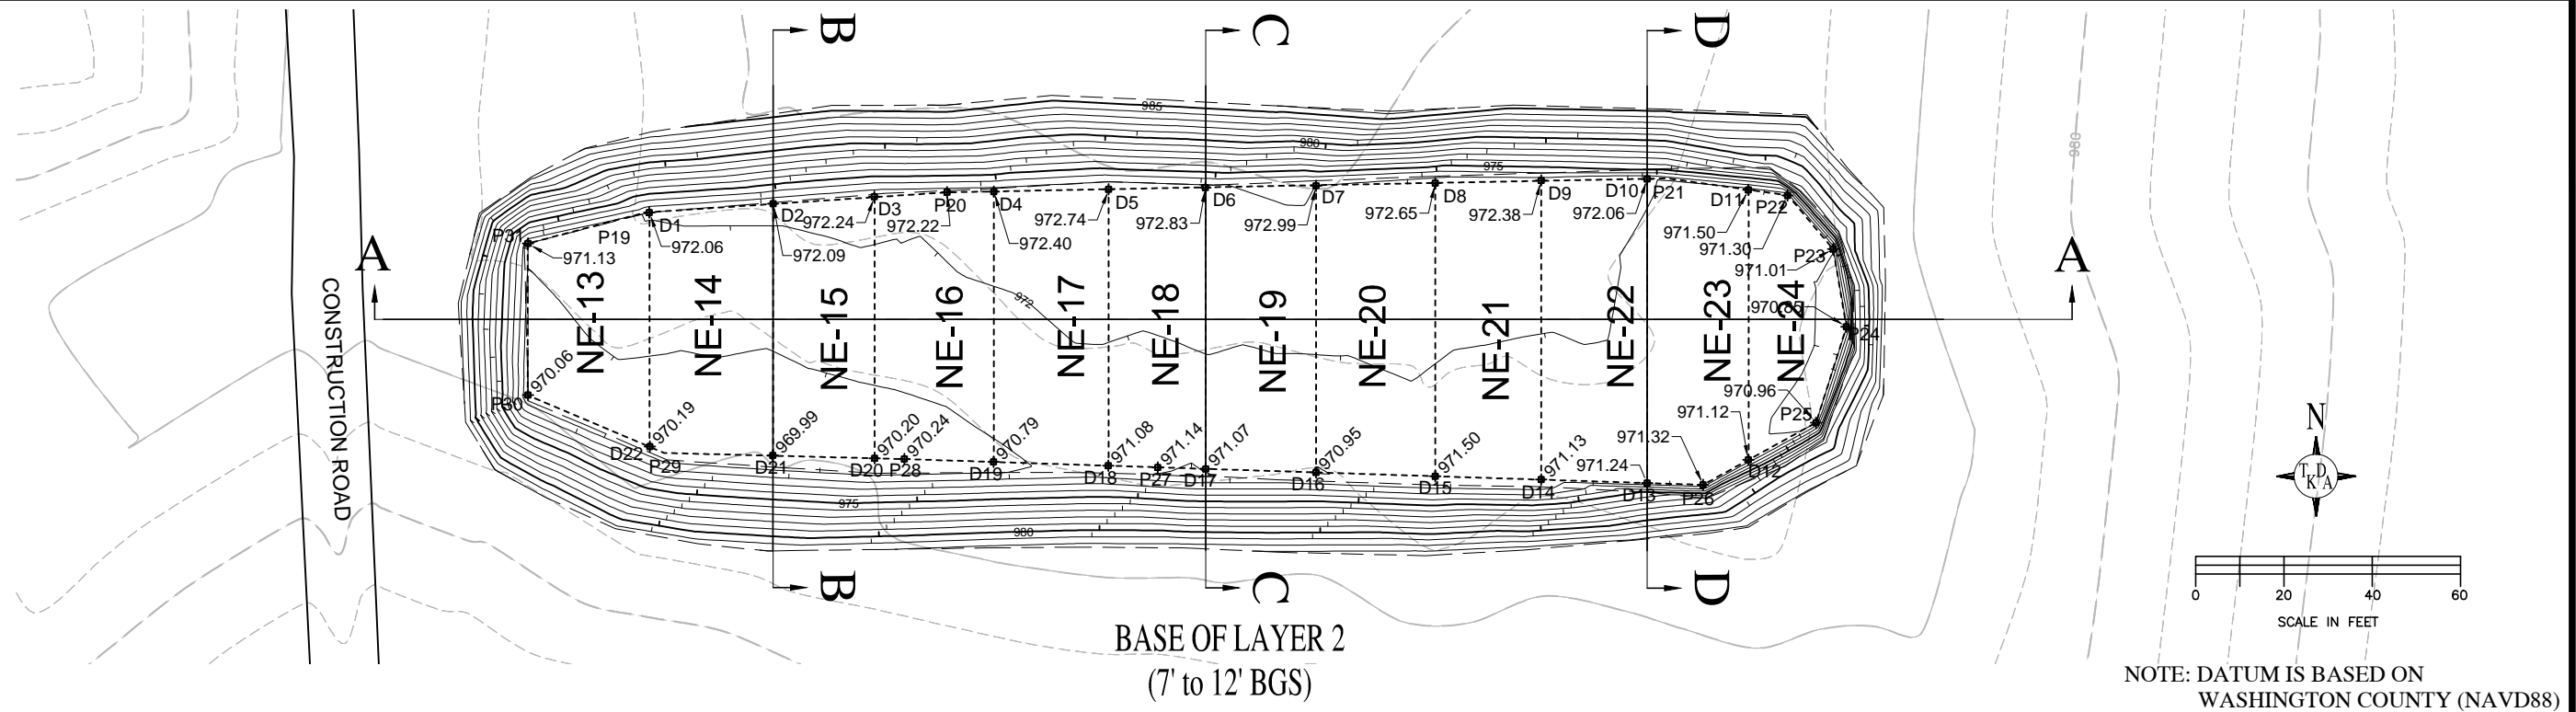 B
C
D
985
980
975
980
D1
D2
D3
P20
D4
D5
D6
D7
D8
D9
D10
P21
D11
P22
P31
P19
P23
972.06
972.09
972.24
972.22
972.40
972.74
972.83
972.99
972.65
972.38
972.06
971.50
971.30
971.01
971.13
A
A
CONSTRUCTION ROAD
NE-13
NE-14
NE-15
NE-16
NE-17
NE-18
NE-19
NE-20
NE-21
NE-22
NE-23
NE-24
972
970.85
P24
970.06
P30
970.96
P25
971.12
971.32
971.24
970.19
969.99
970.20
970.24
970.79
971.08
971.14
971.07
970.95
971.50
971.13
D22
P29
D21
D20
P28
D19
D18
P27
D17
D16
D15
D14
D13
P26
D12
975
980
B
C
D
N
T D
K A
0 20 40 60
SCALE IN FEET
BASE OF LAYER 2
(7' to 12' BGS)
NOTE: DATUM IS BASED ON
WASHINGTON COUNTY (NAVD88)